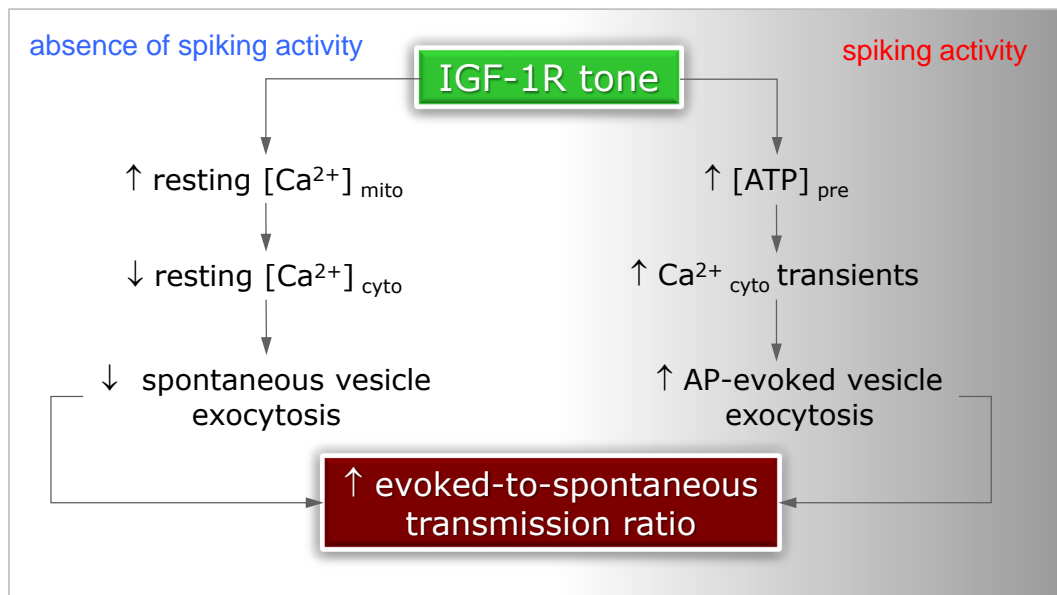 absence of spiking activity
spiking activity
IGF-1R tone
↑ resting [Ca²⁺] mito
↑ [ATP] pre
↓ resting [Ca²⁺] cyto
↑ Ca²⁺ cyto transients
↓ spontaneous vesicle
exocytosis
↑ AP-evoked vesicle
exocytosis
↑ evoked-to-spontaneous
transmission ratio